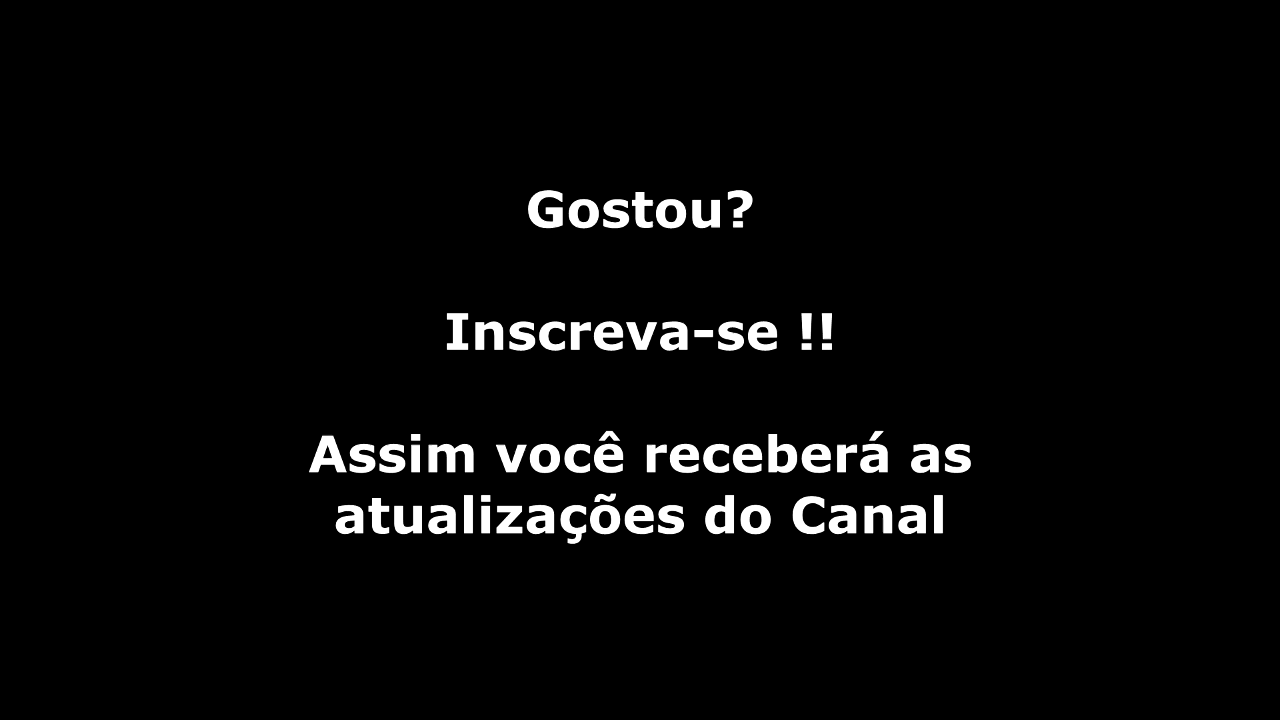 Gostou?
Inscreva-se !!
Assim você receberá as
atualizações do Canal